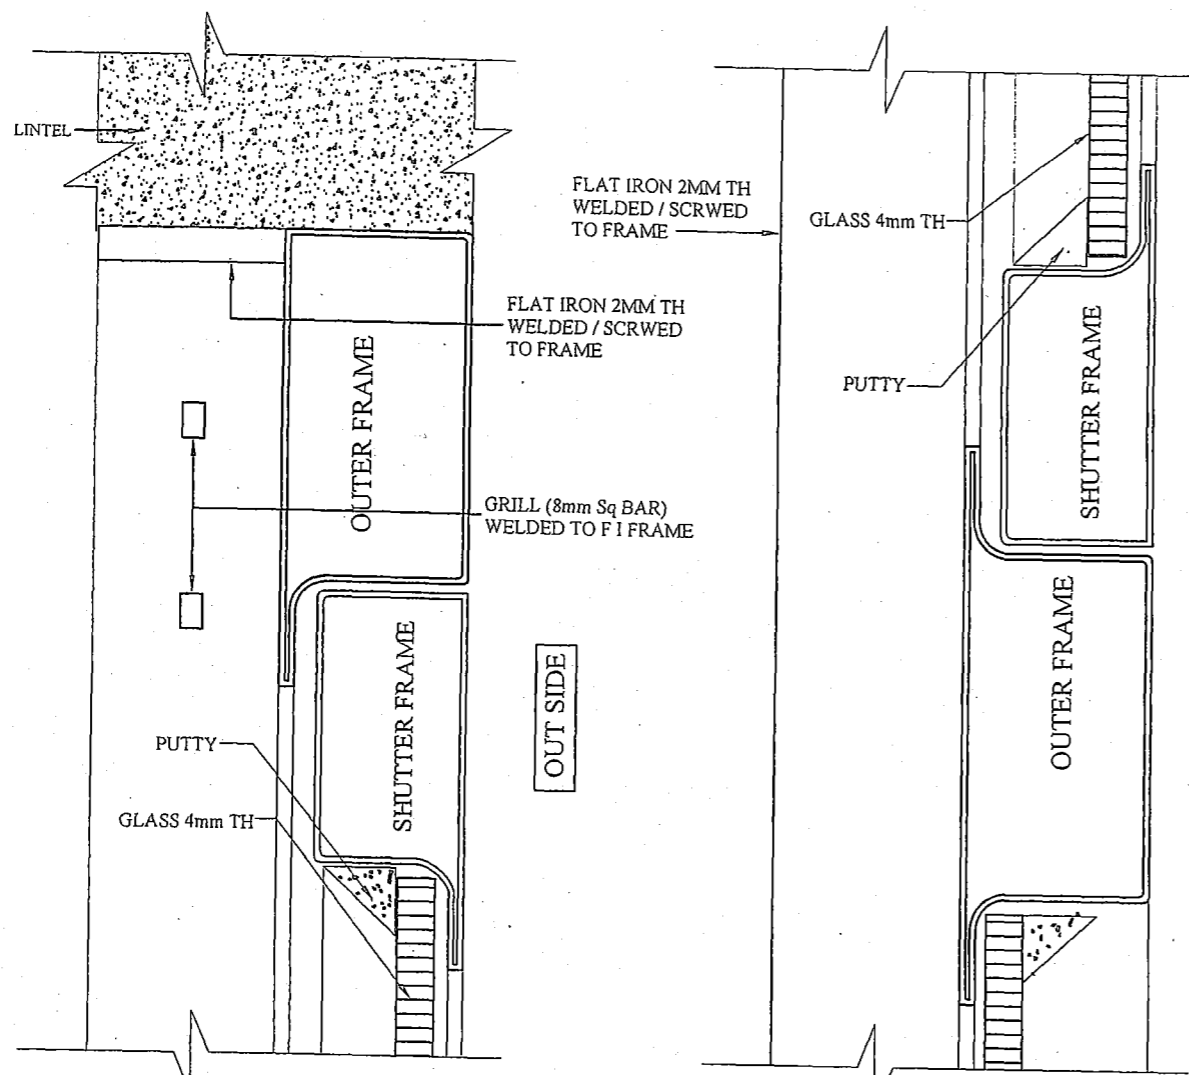 LINTEL
FLAT IRON 2MM TH
WELDED / SCRWED
TO FRAME
OUTER FRAME
GRILL (8mm Sq BAR)
WELDED TO F I FRAME
SHUTTER FRAME
PUTTY
GLASS 4mm TH
OUT SIDE
FLAT IRON 2MM TH
WELDED / SCRWED
TO FRAME
GLASS 4mm TH
PUTTY
SHUTTER FRAME
OUTER FRAME